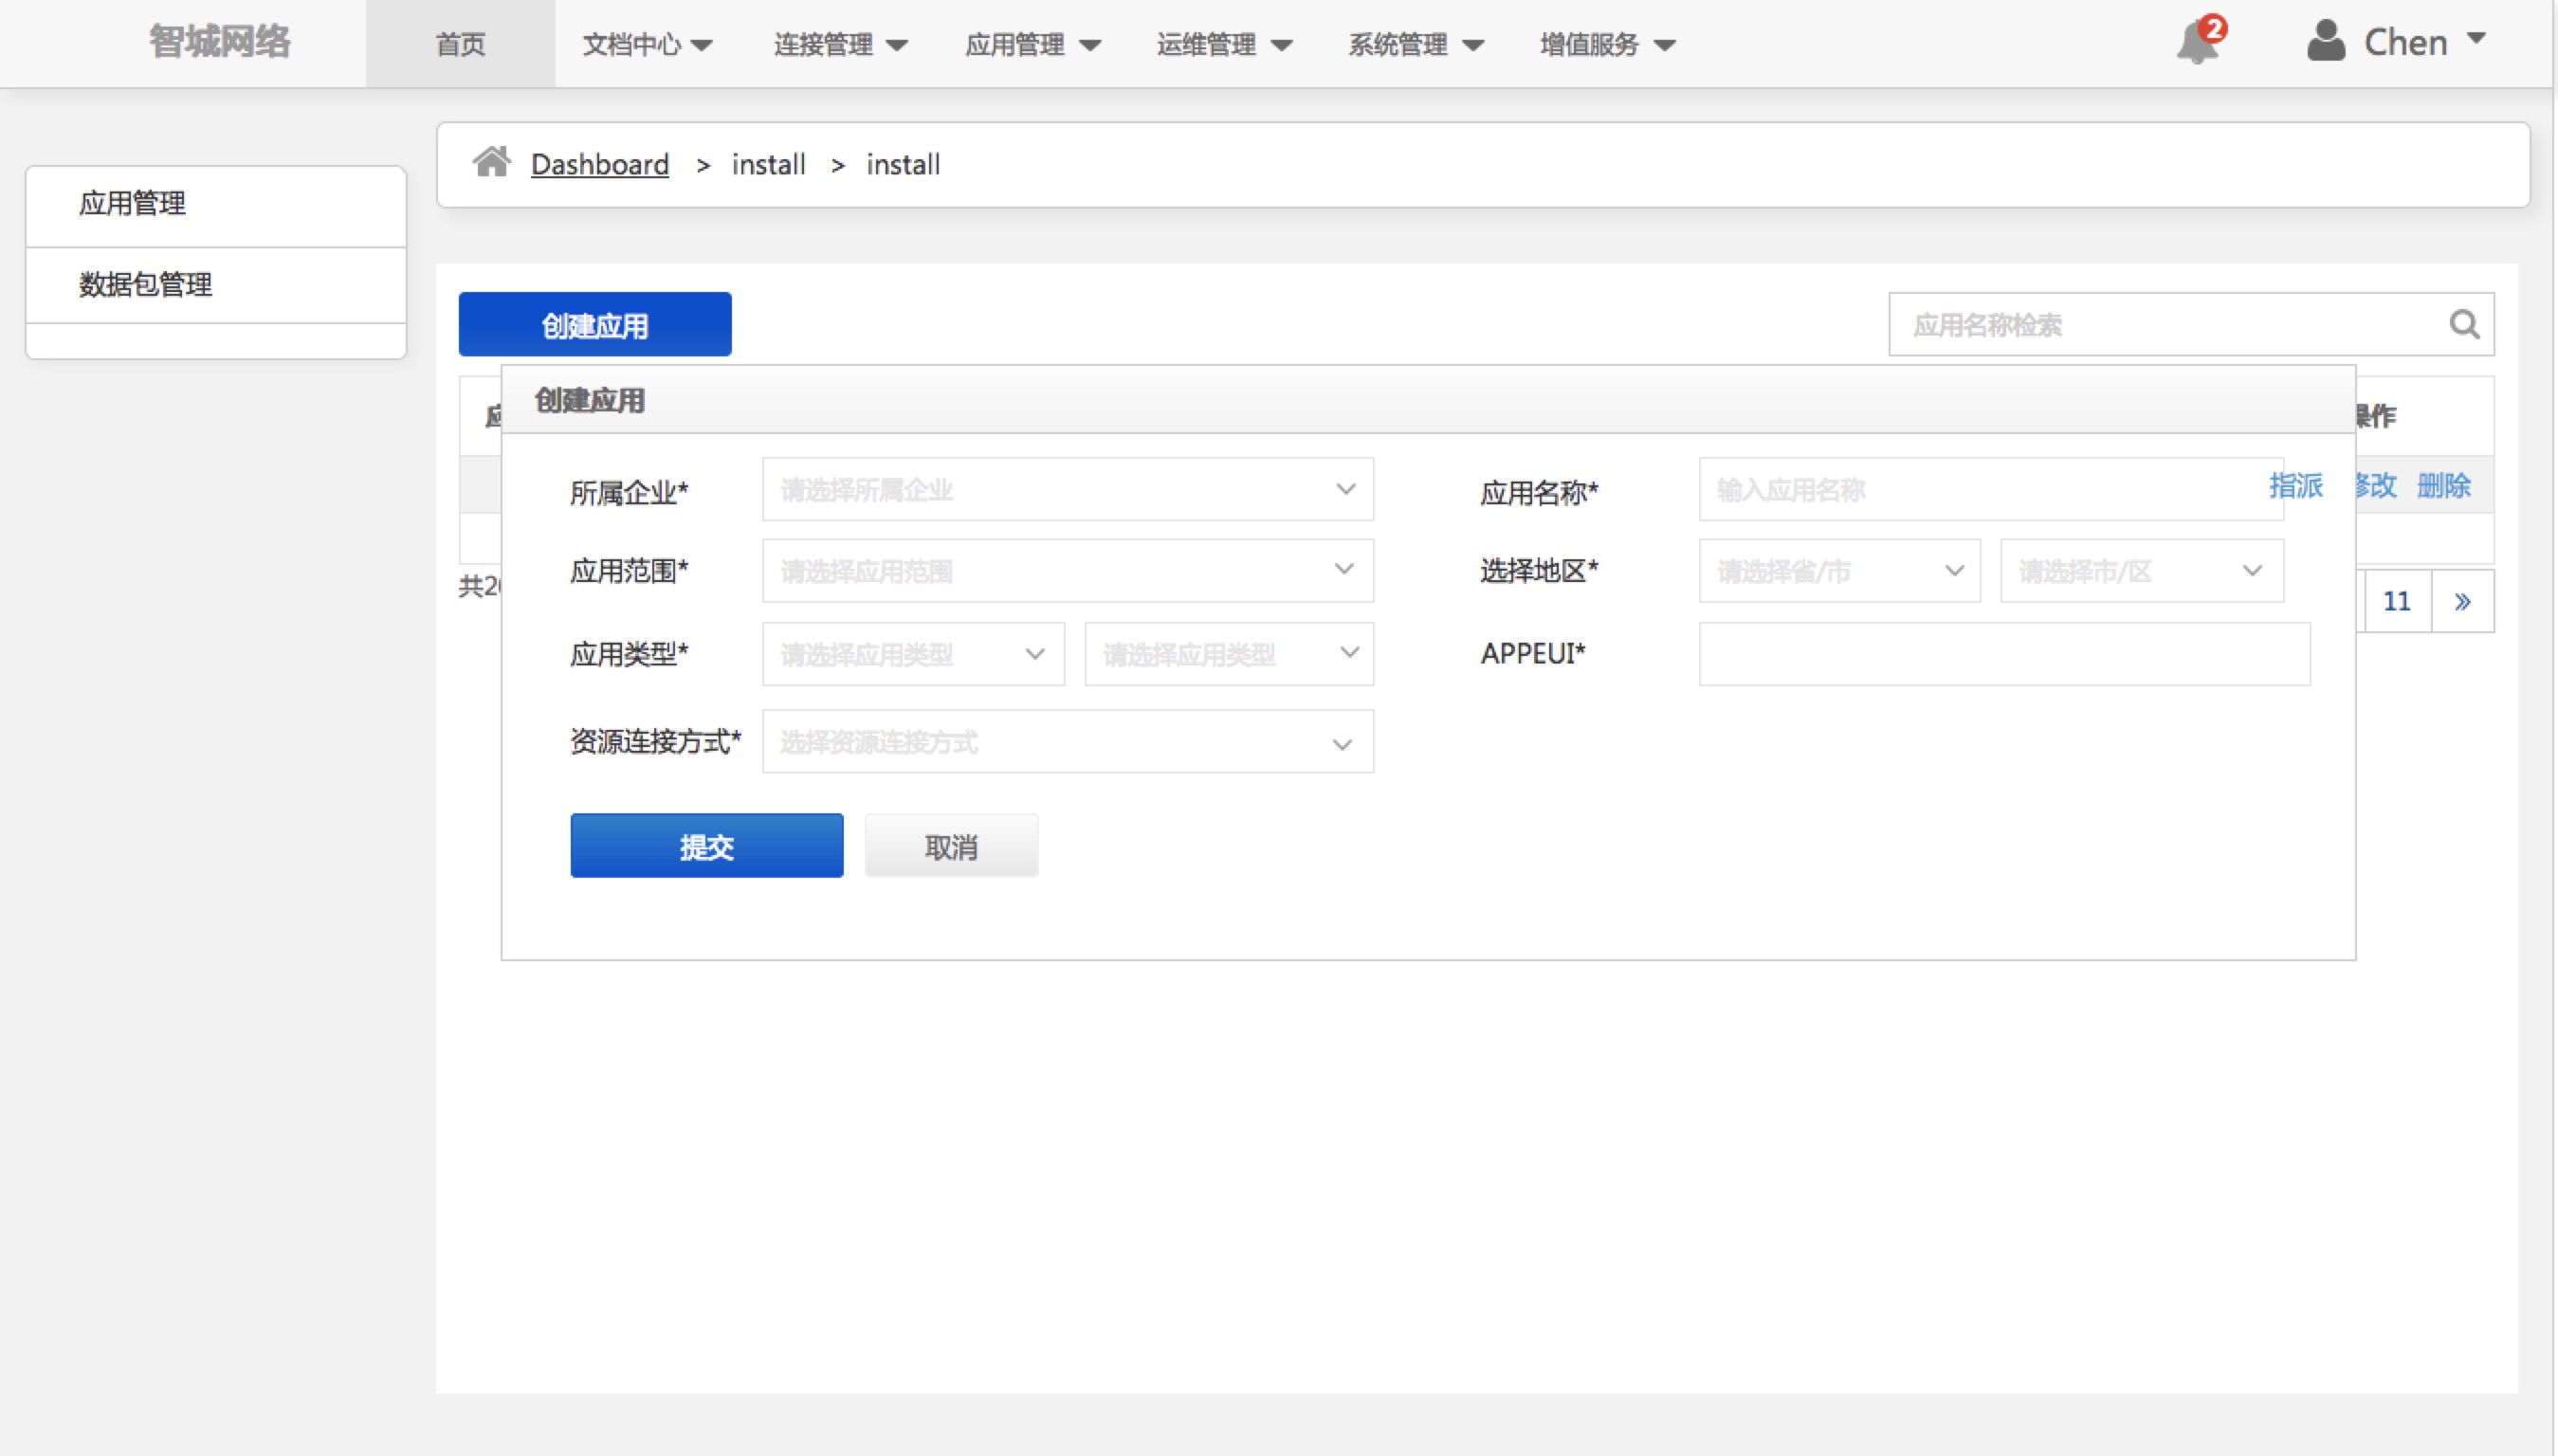 智城网络 首页 文档中心 连接管理 应用管理 运维管理 系统管理 增值服务 2 Chen
Dashboard > install > install
应用管理
数据包管理
创建应用 应用名称检索
创建应用 操作
所属企业* 请选择所属企业 应用名称* 输入应用名称 指派 修改 删除
应用范围* 请选择应用范围 选择地区* 请选择省/市 请选择市/区
共20 11 »
应用类型* 请选择应用类型 请选择应用类型 APPEUI*
资源连接方式* 选择资源连接方式
提交 取消